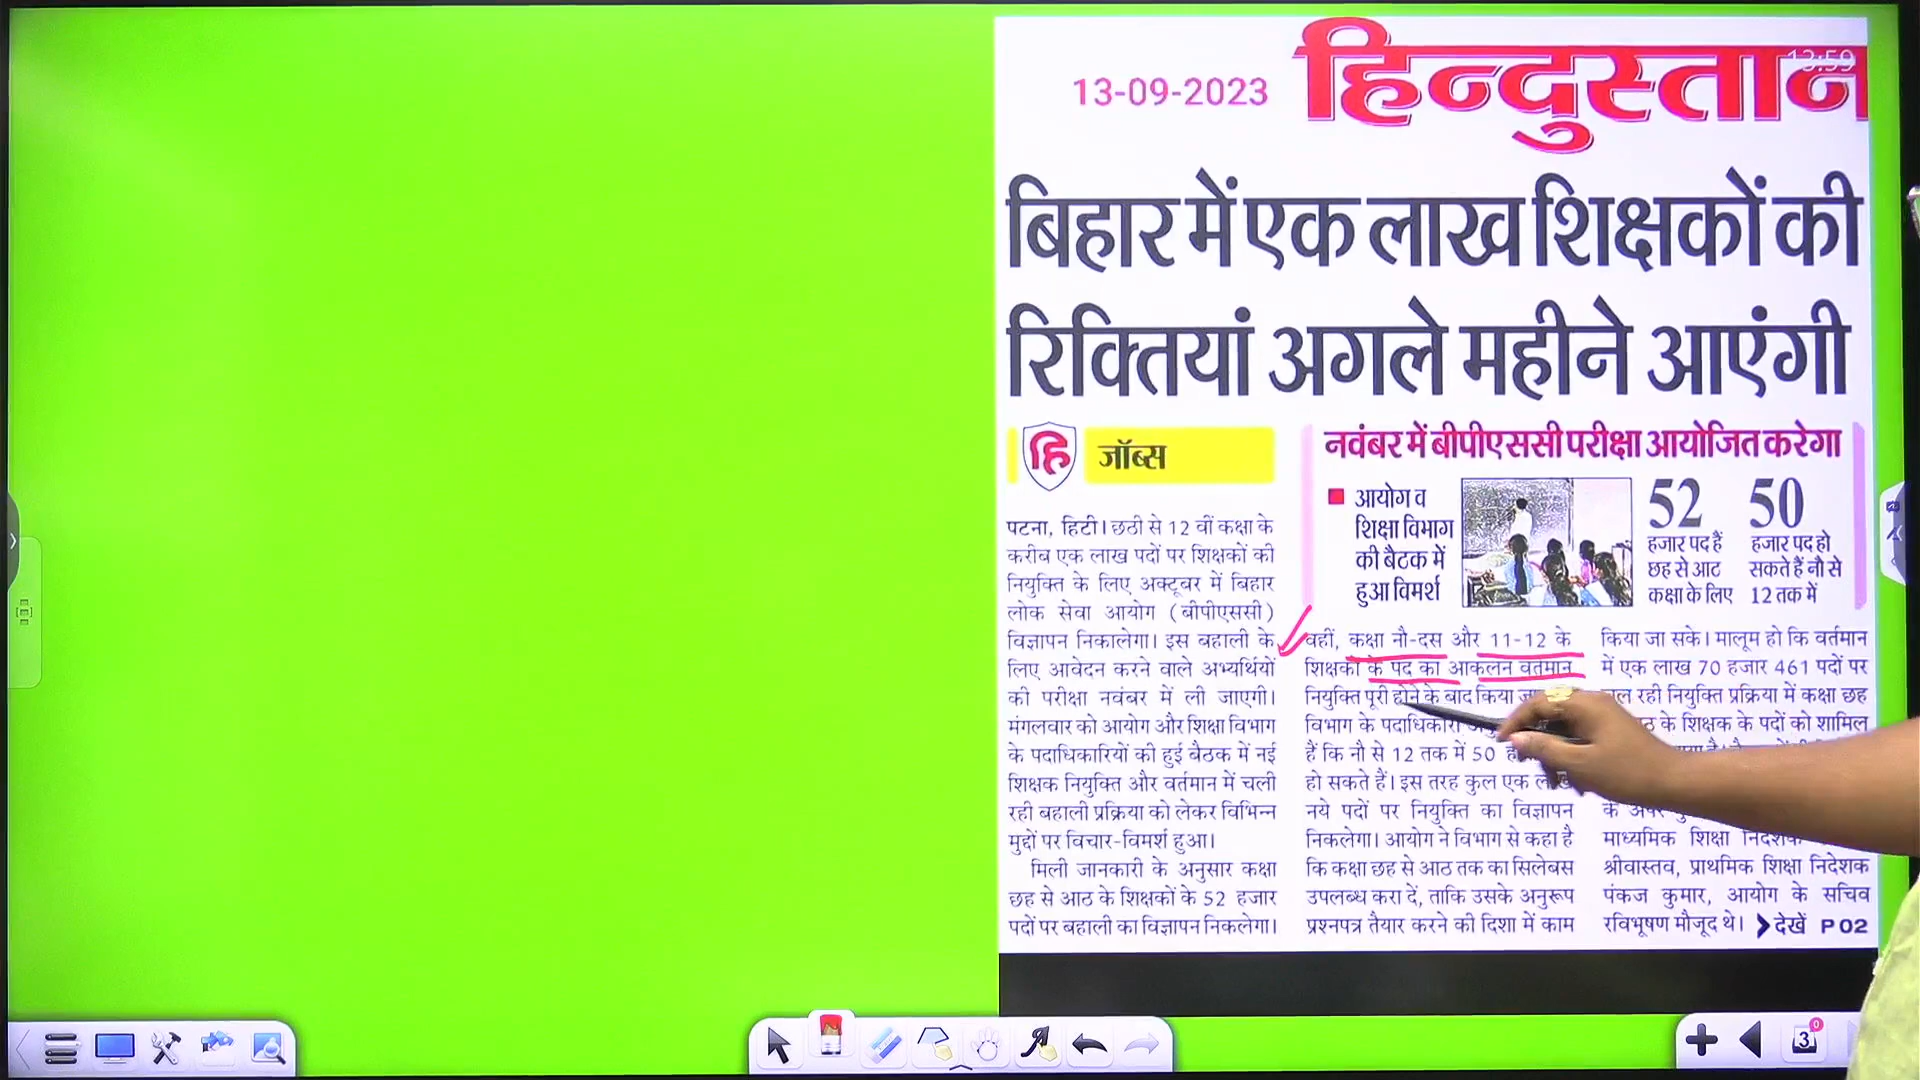 13:59
13-09-2023
हिन्दुस्तान
बिहार में एक लाख शिक्षकों की
रिक्तियां अगले महीने आएंगी
हि जॉब्स
पटना, हिटी। छठी से 12 वीं कक्षा के
करीब एक लाख पदों पर शिक्षकों की
नियुक्ति के लिए अक्टूबर में बिहार
लोक सेवा आयोग (बीपीएससी)
विज्ञापन निकालेगा। इस बहाली के
लिए आवेदन करने वाले अभ्यर्थियों
की परीक्षा नवंबर में ली जाएगी।
मंगलवार को आयोग और शिक्षा विभाग
के पदाधिकारियों की हुई बैठक में नई
शिक्षक नियुक्ति और वर्तमान में चली
रही बहाली प्रक्रिया को लेकर विभिन्न
मुद्दों पर विचार-विमर्श हुआ।
मिली जानकारी के अनुसार कक्षा
छह से आठ के शिक्षकों के 52 हजार
पदों पर बहाली का विज्ञापन निकलेगा।
नवंबर में बीपीएससी परीक्षा आयोजित करेगा
आयोग व
शिक्षा विभाग
की बैठक में
हुआ विमर्श
52
हजार पद हैं
छह से आठ
कक्षा के लिए
50
हजार पद हो
सकते हैं नौ से
12 तक में
वहीं, कक्षा नौ-दस और 11-12 के
शिक्षकों के पद का आकलन वर्तमान
नियुक्ति पूरी होने के बाद किया
विभाग के पदाधिकारी
हैं कि नौ से 12 तक में 50
हो सकते हैं। इस तरह कुल एक लाख
नये पदों पर नियुक्ति का विज्ञापन
निकलेगा। आयोग ने विभाग से कहा है
कि कक्षा छह से आठ तक का सिलेबस
उपलब्ध करा दें, ताकि उसके अनुरूप
प्रश्नपत्र तैयार करने की दिशा में काम
किया जा सके। मालूम हो कि वर्तमान
में एक लाख 70 हजार 461 पदों पर
चल रही नियुक्ति प्रक्रिया में कक्षा छह
के शिक्षक के पदों को शामिल
के अपर
माध्यमिक शिक्षा निदेशक
श्रीवास्तव, प्राथमिक शिक्षा निदेशक
पंकज कुमार, आयोग के सचिव
रविभूषण मौजूद थे। देखें P02
3
0